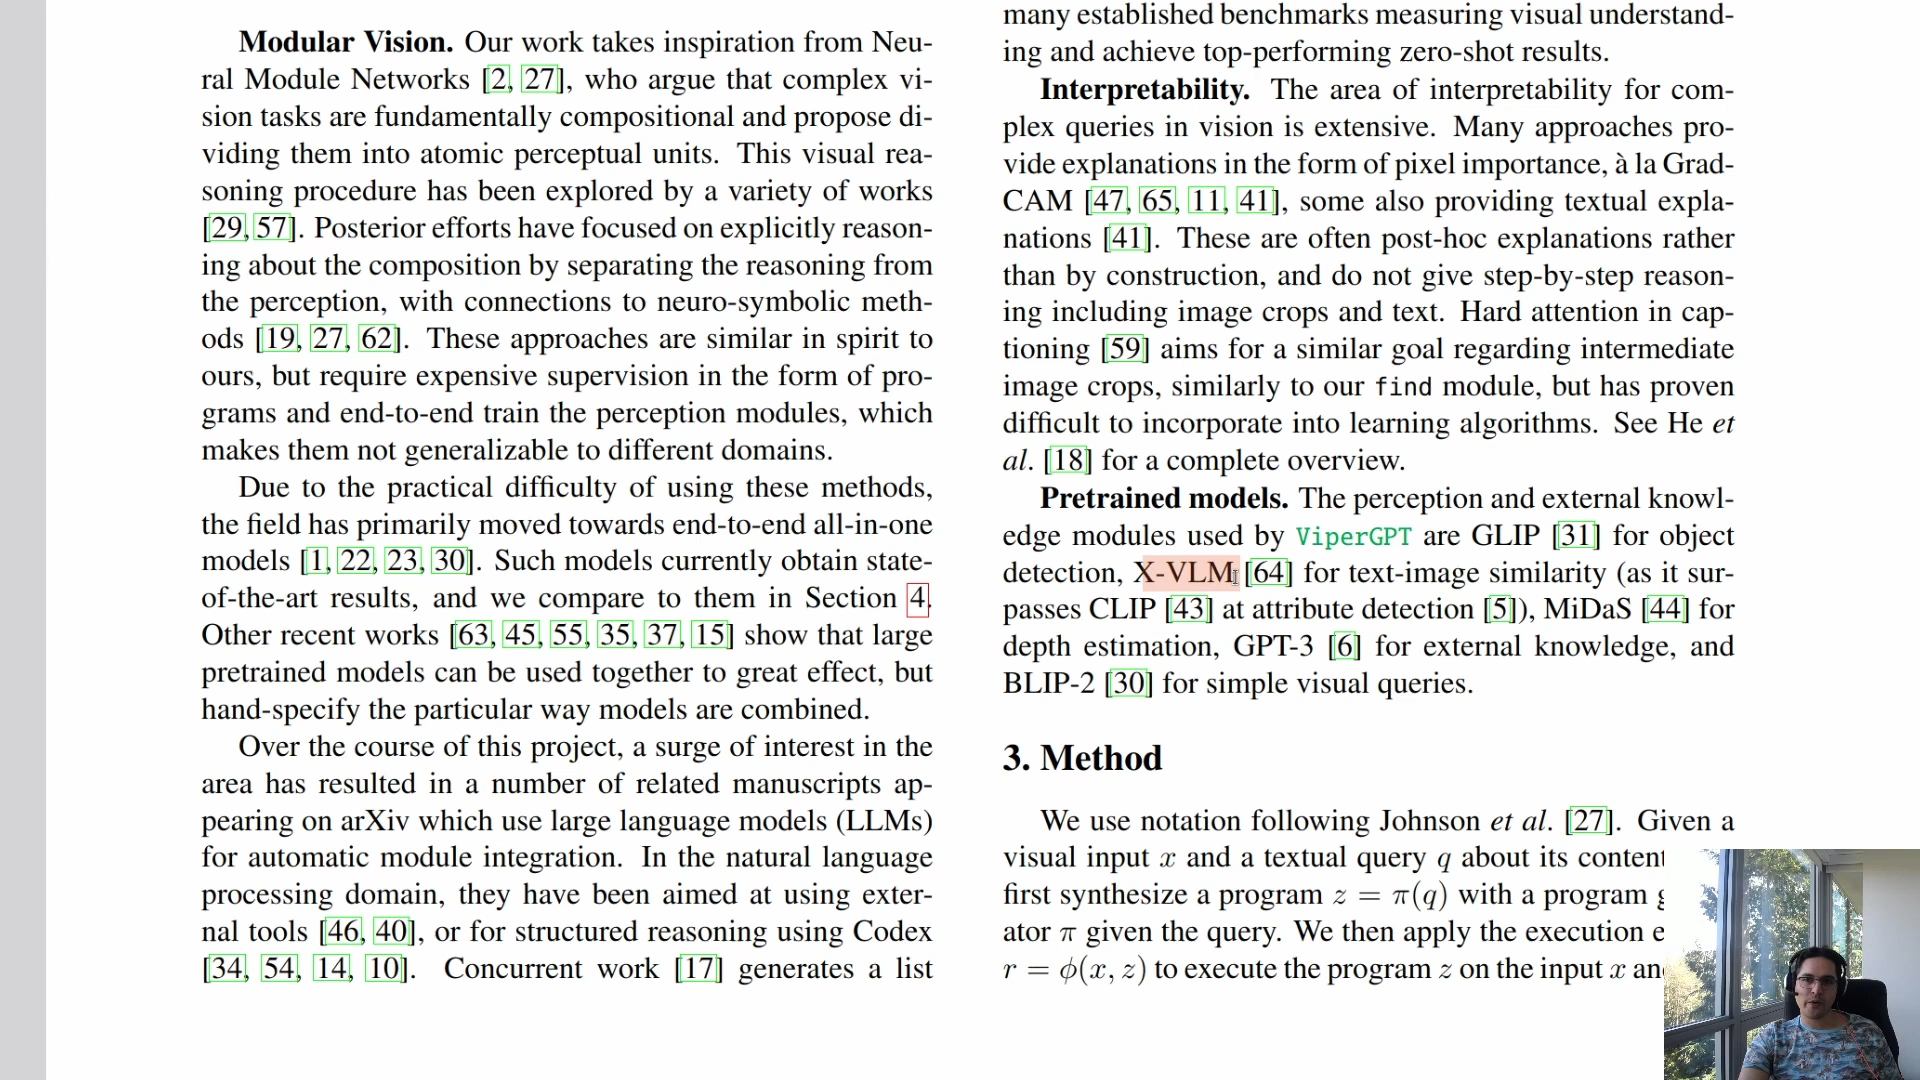 Modular Vision. Our work takes inspiration from Neu-
ral Module Networks [2, 27], who argue that complex vi-
sion tasks are fundamentally compositional and propose di-
viding them into atomic perceptual units. This visual rea-
soning procedure has been explored by a variety of works
[29, 57]. Posterior efforts have focused on explicitly reason-
ing about the composition by separating the reasoning from
the perception, with connections to neuro-symbolic meth-
ods [19, 27, 62]. These approaches are similar in spirit to
ours, but require expensive supervision in the form of pro-
grams and end-to-end train the perception modules, which
makes them not generalizable to different domains.
Due to the practical difficulty of using these methods,
the field has primarily moved towards end-to-end all-in-one
models [1, 22, 23, 30]. Such models currently obtain state-
of-the-art results, and we compare to them in Section 4.
Other recent works [63, 45, 55, 35, 37, 15] show that large
pretrained models can be used together to great effect, but
hand-specify the particular way models are combined.
Over the course of this project, a surge of interest in the
area has resulted in a number of related manuscripts ap-
pearing on arXiv which use large language models (LLMs)
for automatic module integration. In the natural language
processing domain, they have been aimed at using exter-
nal tools [46, 40], or for structured reasoning using Codex
[34, 54, 14, 10]. Concurrent work [17] generates a list
many established benchmarks measuring visual understand-
ing and achieve top-performing zero-shot results.
Interpretability. The area of interpretability for com-
plex queries in vision is extensive. Many approaches pro-
vide explanations in the form of pixel importance, à la Grad-
CAM [47, 65, 11, 41], some also providing textual expla-
nations [41]. These are often post-hoc explanations rather
than by construction, and do not give step-by-step reason-
ing including image crops and text. Hard attention in cap-
tioning [59] aims for a similar goal regarding intermediate
image crops, similarly to our find module, but has proven
difficult to incorporate into learning algorithms. See He et
al. [18] for a complete overview.
Pretrained models. The perception and external knowl-
edge modules used by ViperGPT are GLIP [31] for object
detection, X-VLM [64] for text-image similarity (as it sur-
passes CLIP [43] at attribute detection [5]), MiDaS [44] for
depth estimation, GPT-3 [6] for external knowledge, and
BLIP-2 [30] for simple visual queries.
3. Method
We use notation following Johnson et al. [27]. Given a
visual input x and a textual query q about its content
first synthesize a program z = π(q) with a program
ator π given the query. We then apply the execution e
r = ϕ(x, z) to execute the program z on the input x an